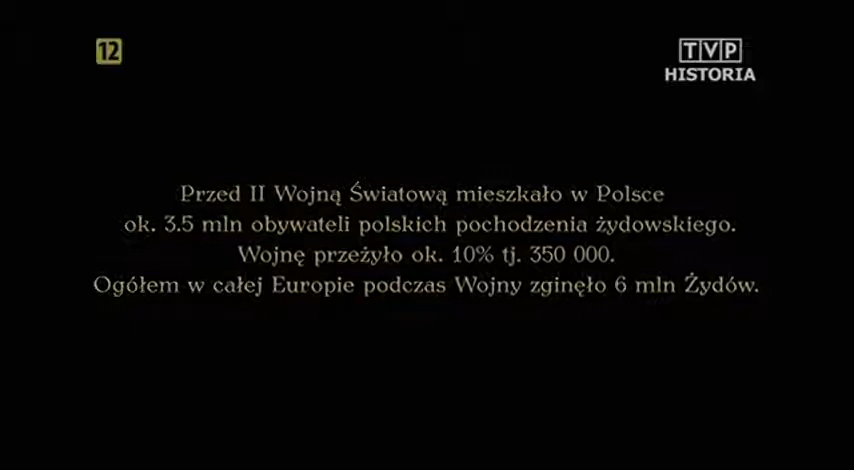 12
TVP
HISTORIA
Przed II Wojną Światową mieszkało w Polsce
ok. 3.5 mln obywateli polskich pochodzenia żydowskiego.
Wojnę przeżyło ok. 10% tj. 350 000.
Ogółem w całej Europie podczas Wojny zginęło 6 mln Żydów.